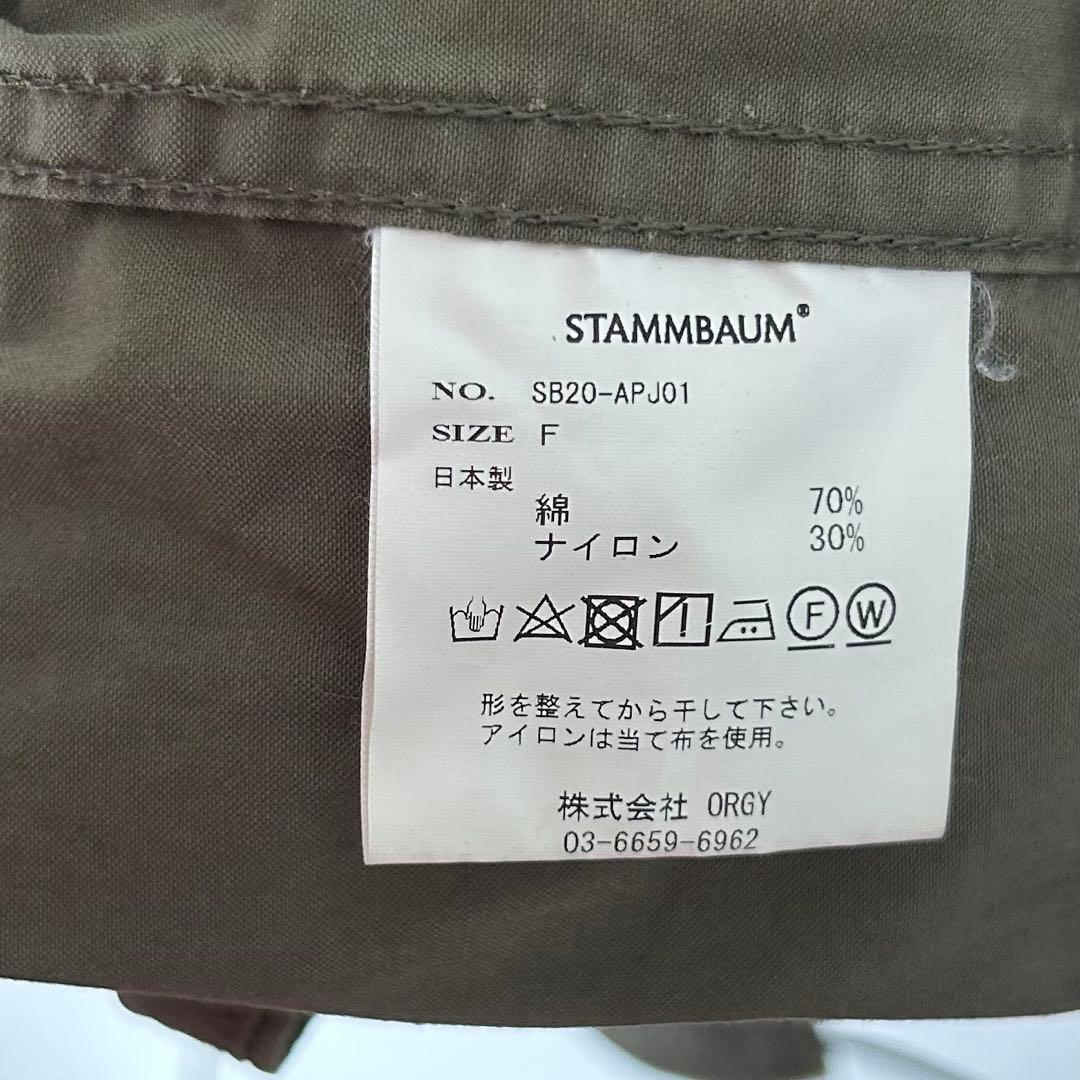 STAMMBAUM®
NO. SB20-APJ01
SIZE F
日本製
綿 70%
ナイロン 30%
F W
形を整えてから干して下さい。
アイロンは当て布を使用。
株式会社 ORGY
03-6659-6962